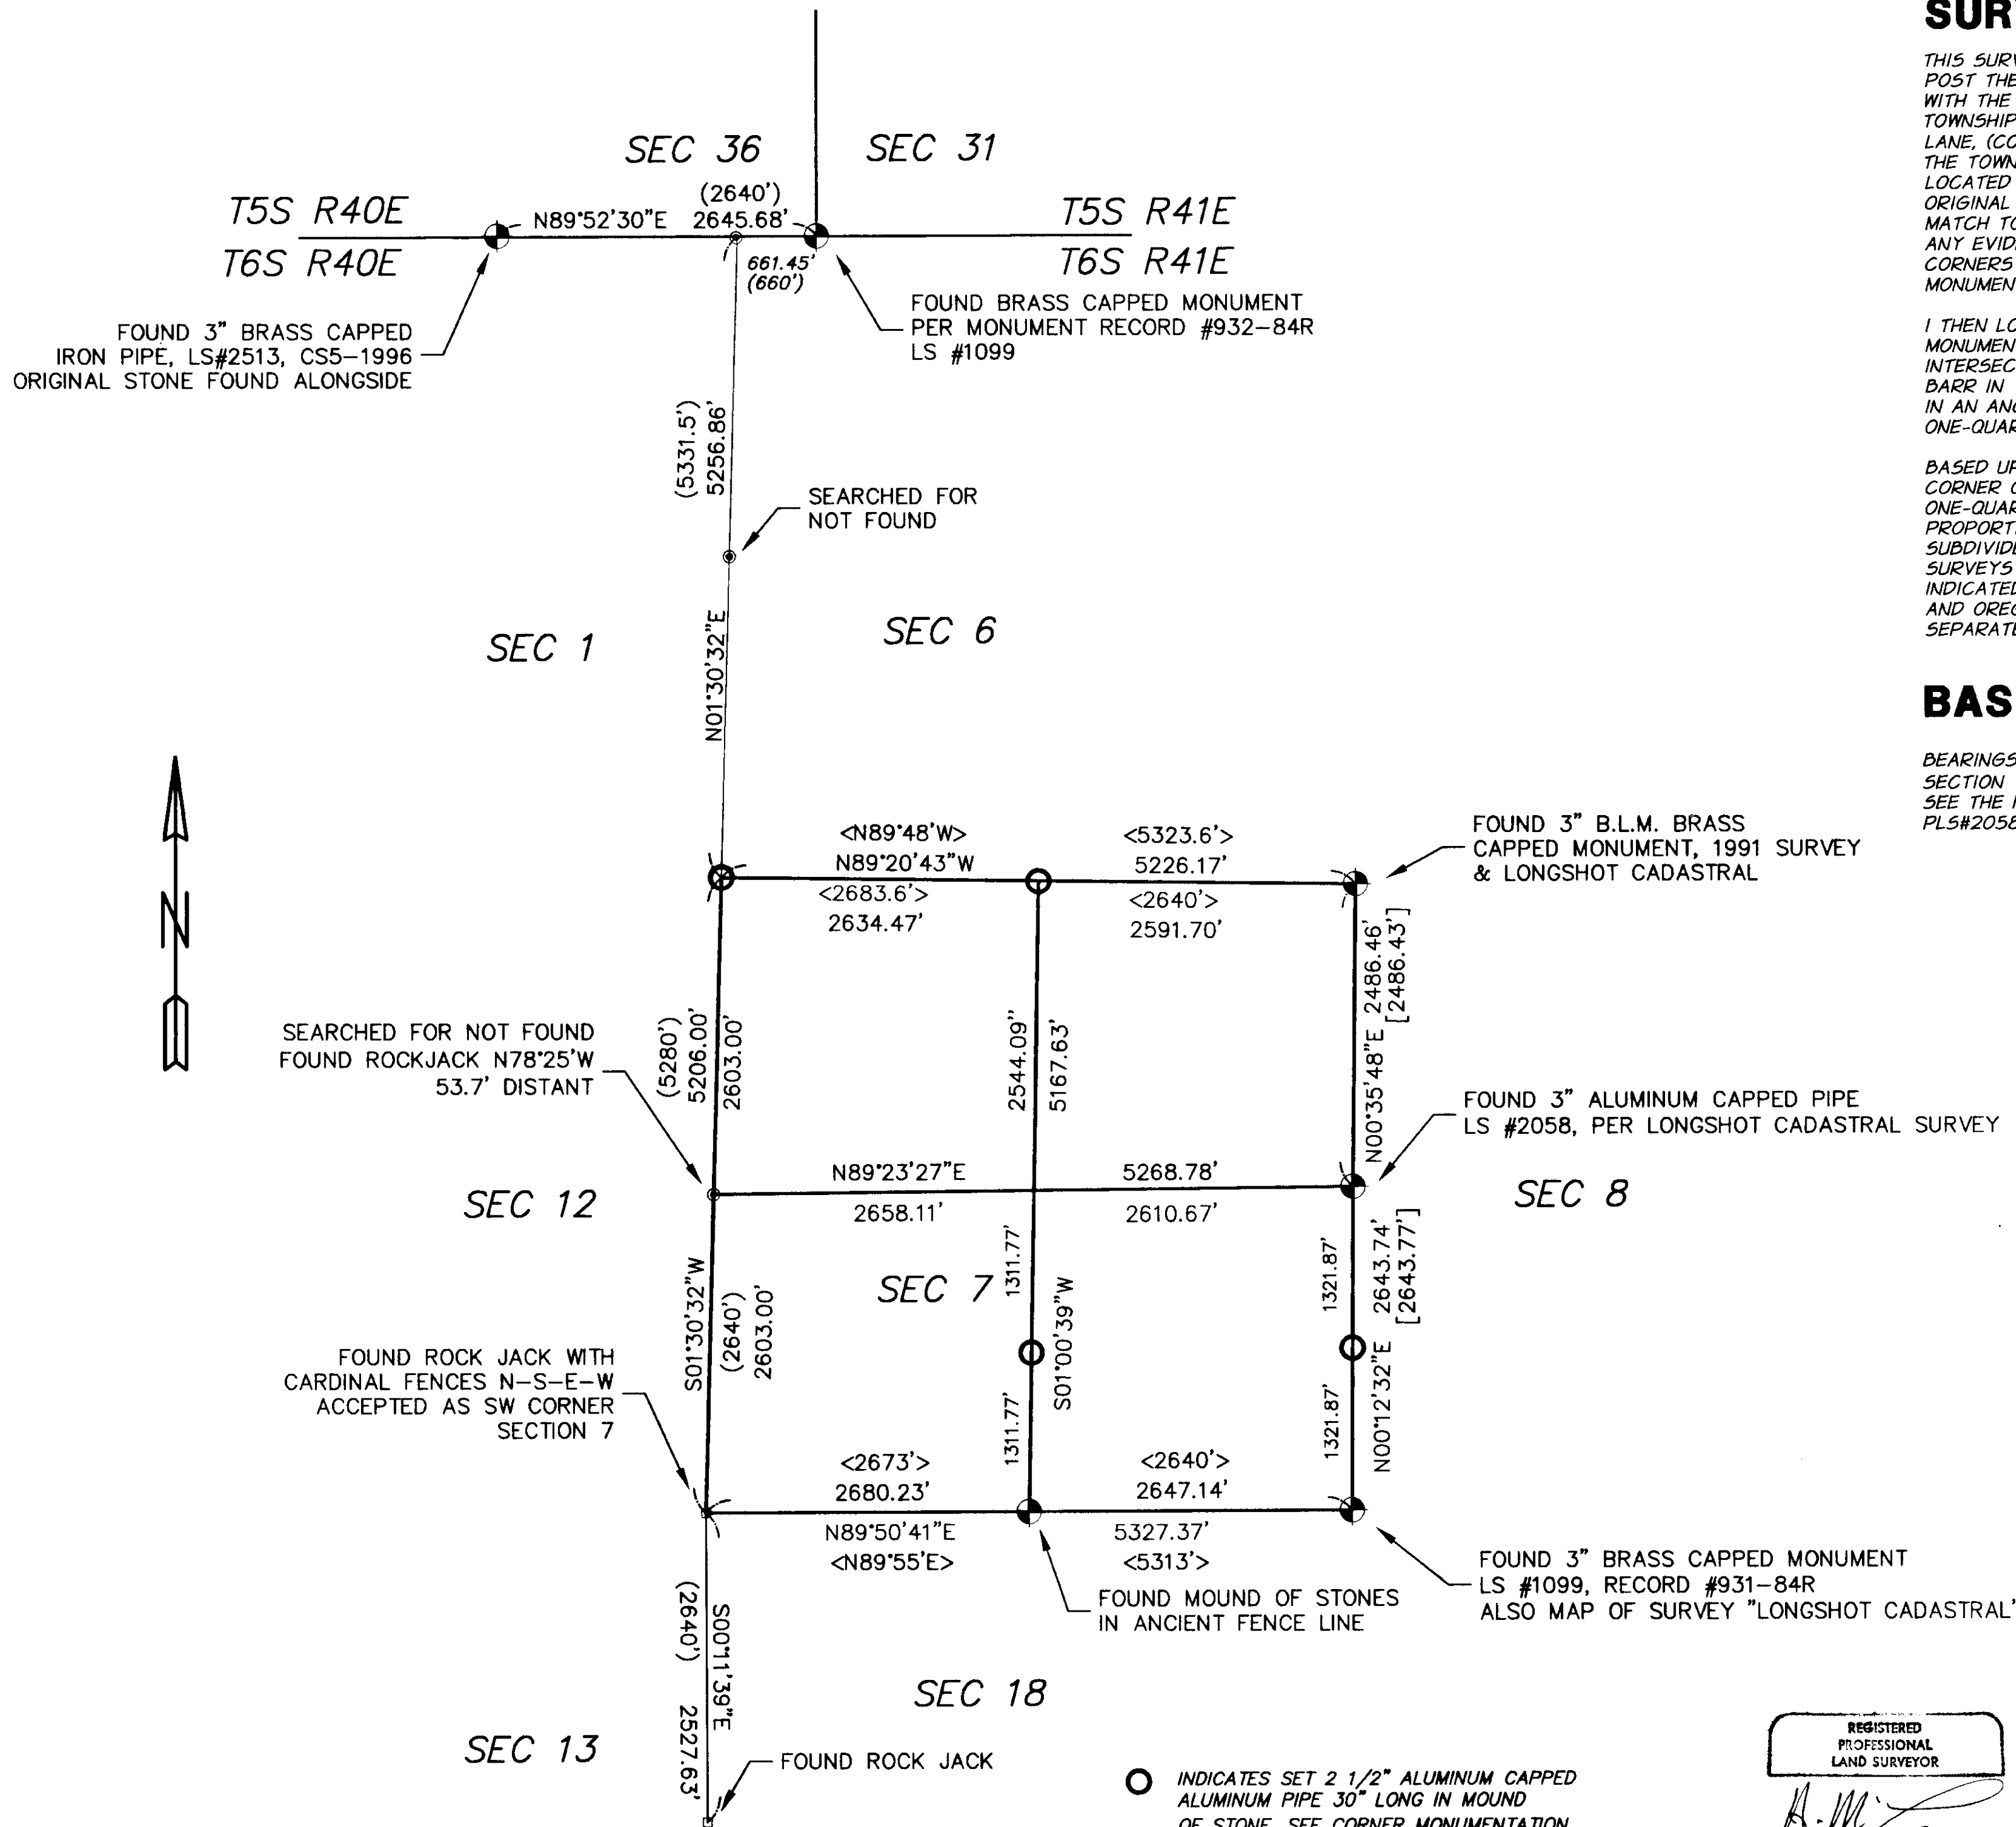 SEC 36
SEC 31
(2640')
T5S R40E
N89°52'30"E
2645.68'
T5S R41E
T6S R40E
661.45'
(660')
T6S R41E
FOUND 3" BRASS CAPPED
IRON PIPE, LS#2513, CS5-1996
ORIGINAL STONE FOUND ALONGSIDE
FOUND BRASS CAPPED MONUMENT
PER MONUMENT RECORD #932-84R
LS #1099
(5331.5')
5256.86'
SEARCHED FOR
NOT FOUND
N01°30'32"E
SEC 1
SEC 6
N
<N89°48'W>
<5323.6'>
N89°20'43"W
5226.17'
<2683.6'>
<2640'>
2634.47'
2591.70'
FOUND 3" B.L.M. BRASS
CAPPED MONUMENT, 1991 SURVEY
& LONGSHOT CADASTRAL
SEARCHED FOR NOT FOUND
FOUND ROCKJACK N78°25'W
53.7' DISTANT
(5280')
5206.00'
2603.00'
2544.09"
5167.63'
N00°35'48"E 2486.46'
[2486.43']
FOUND 3" ALUMINUM CAPPED PIPE
LS #2058, PER LONGSHOT CADASTRAL SURVEY
N89°23'27"E
5268.78'
2658.11'
2610.67'
SEC 12
SEC 8
SEC 7
S01°30'32"W
(2640')
2603.00'
1311.77'
1311.77'
S01°00'39"W
1321.87'
1321.87'
N00°12'32"E 2643.74'
[2643.77']
FOUND ROCK JACK WITH
CARDINAL FENCES N-S-E-W
ACCEPTED AS SW CORNER
SECTION 7
<2673'>
<2640'>
2680.23'
2647.14'
N89°50'41"E
5327.37'
<N89°55'E>
<5313'>
FOUND MOUND OF STONES
IN ANCIENT FENCE LINE
FOUND 3" BRASS CAPPED MONUMENT
LS #1099, RECORD #931-84R
ALSO MAP OF SURVEY "LONGSHOT CADASTRAL"
S00°11'39"E
(2640') 2527.63'
SEC 18
SEC 13
FOUND ROCK JACK
INDICATES SET 2 1/2" ALUMINUM CAPPED
ALUMINUM PIPE 30" LONG IN MOUND
OF STONE. SEE CORNER MONUMENTATION
REGISTERED
PROFESSIONAL
LAND SURVEYOR
SUR
THIS SUR
POST THE
WITH THE
TOWNSHIP
LANE, (CO
THE TOWN
LOCATED
ORIGINAL
MATCH TO
ANY EVID
CORNERS
MONUMEN
I THEN LO
MONUMENT
INTERSEC
BARR IN
IN AN ANC
ONE-QUAR
BASED UP
CORNER O
ONE-QUAR
PROPORTI
SUBDIVIDE
SURVEYS
INDICATED
AND OREG
SEPARATE
BAS
BEARINGS
SECTION
SEE THE
PLS#2058